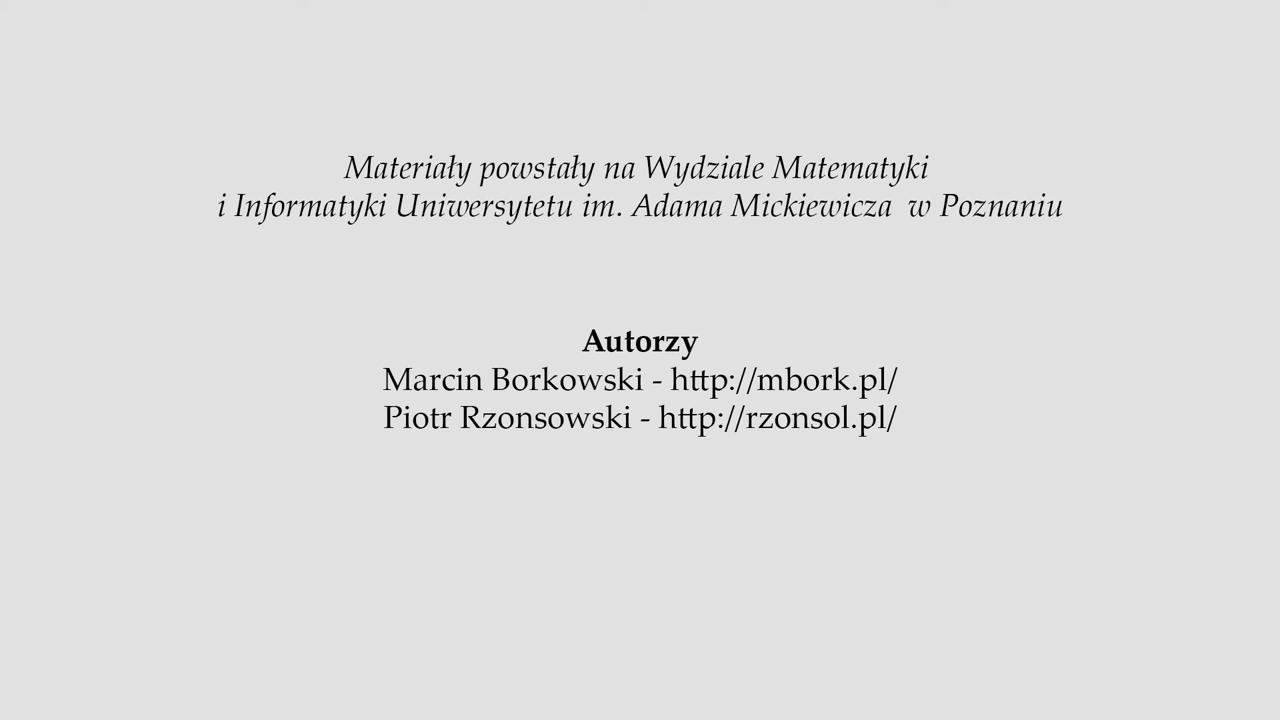 Materiały powstały na Wydziale Matematyki
i Informatyki Uniwersytetu im. Adama Mickiewicza w Poznaniu
Autorzy
Marcin Borkowski - http://mbork.pl/
Piotr Rzonsowski - http://rzonsol.pl/